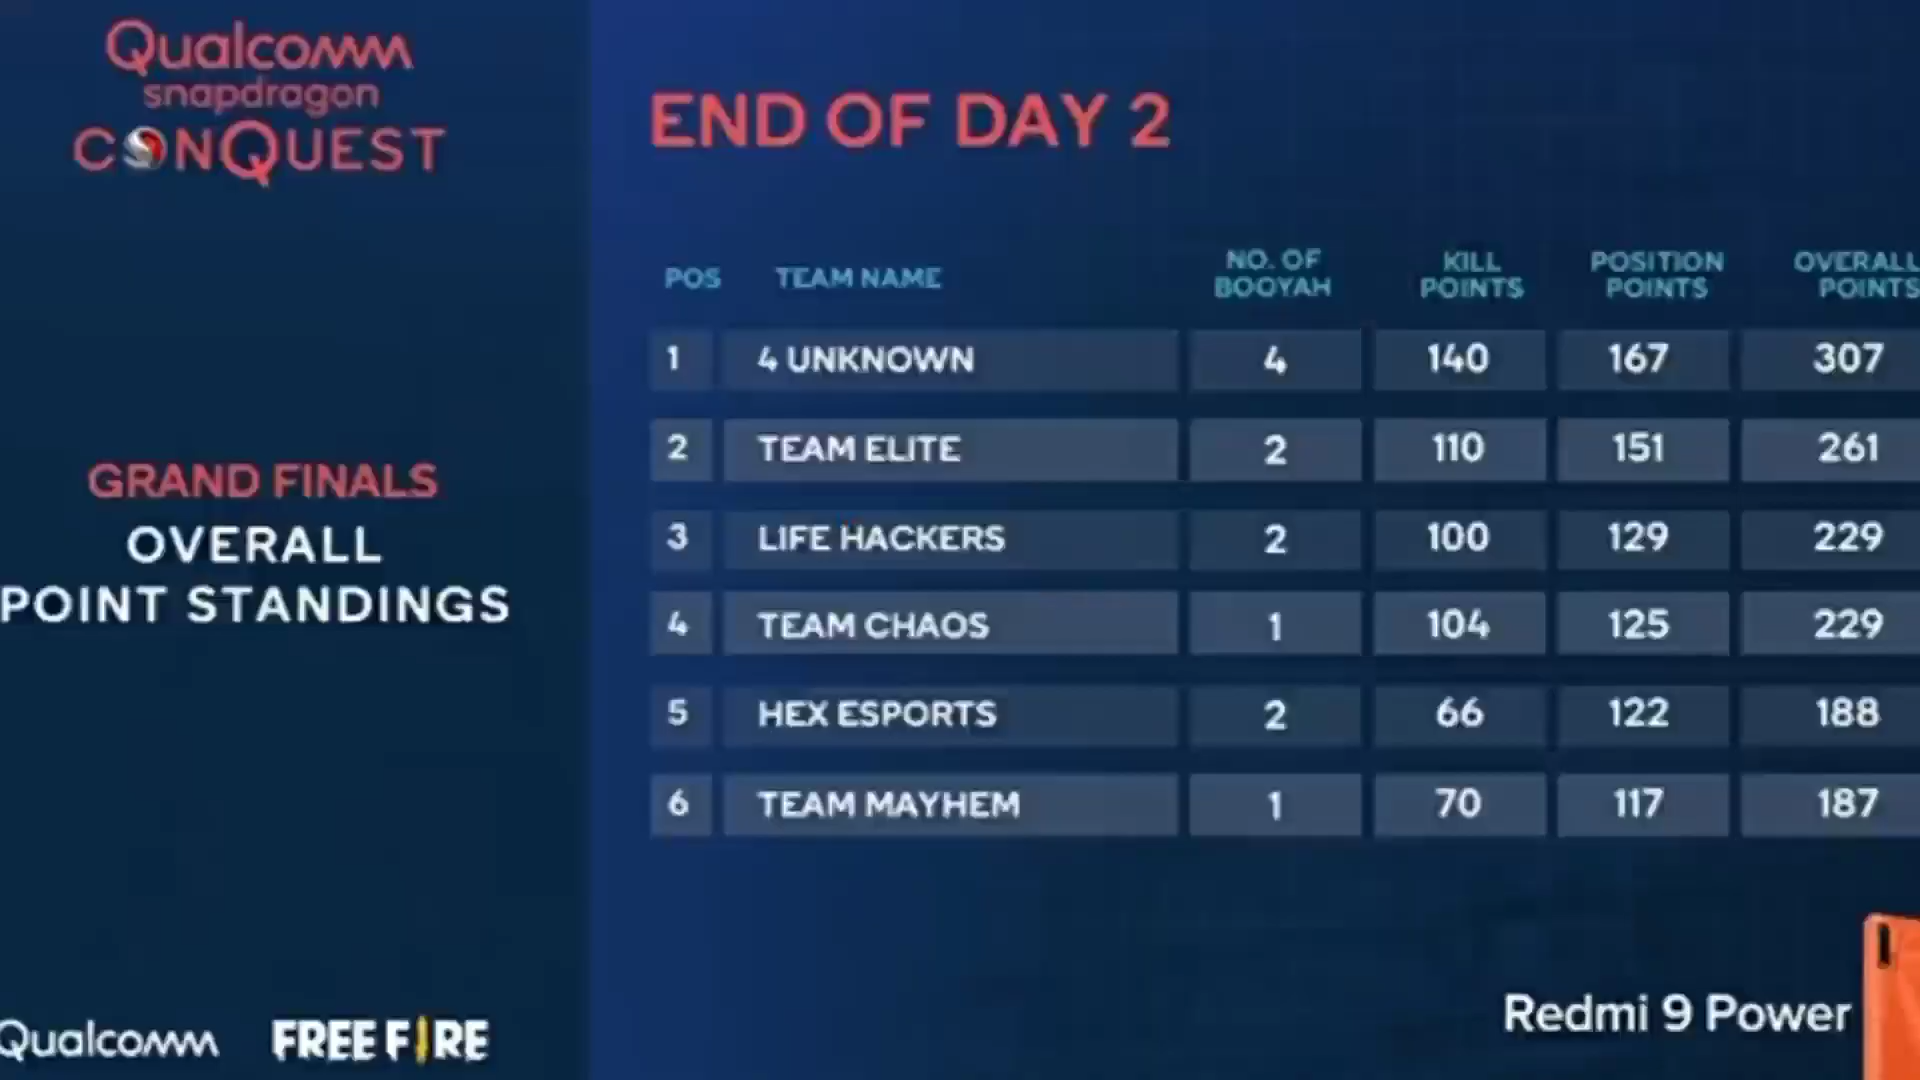 Qualcomm
snapdragon
CONQUEST
GRAND FINALS
OVERALL
POINT STANDINGS
Qualcomm
FREE FIRE
END OF DAY 2
POS TEAM NAME NO. OF BOOYAH KILL POINTS POSITION POINTS OVERALL POINTS
1 4 UNKNOWN 4 140 167 307
2 TEAM ELITE 2 110 151 261
3 LIFE HACKERS 2 100 129 229
4 TEAM CHAOS 1 104 125 229
5 HEX ESPORTS 2 66 122 188
6 TEAM MAYHEM 1 70 117 187
Redmi 9 Power